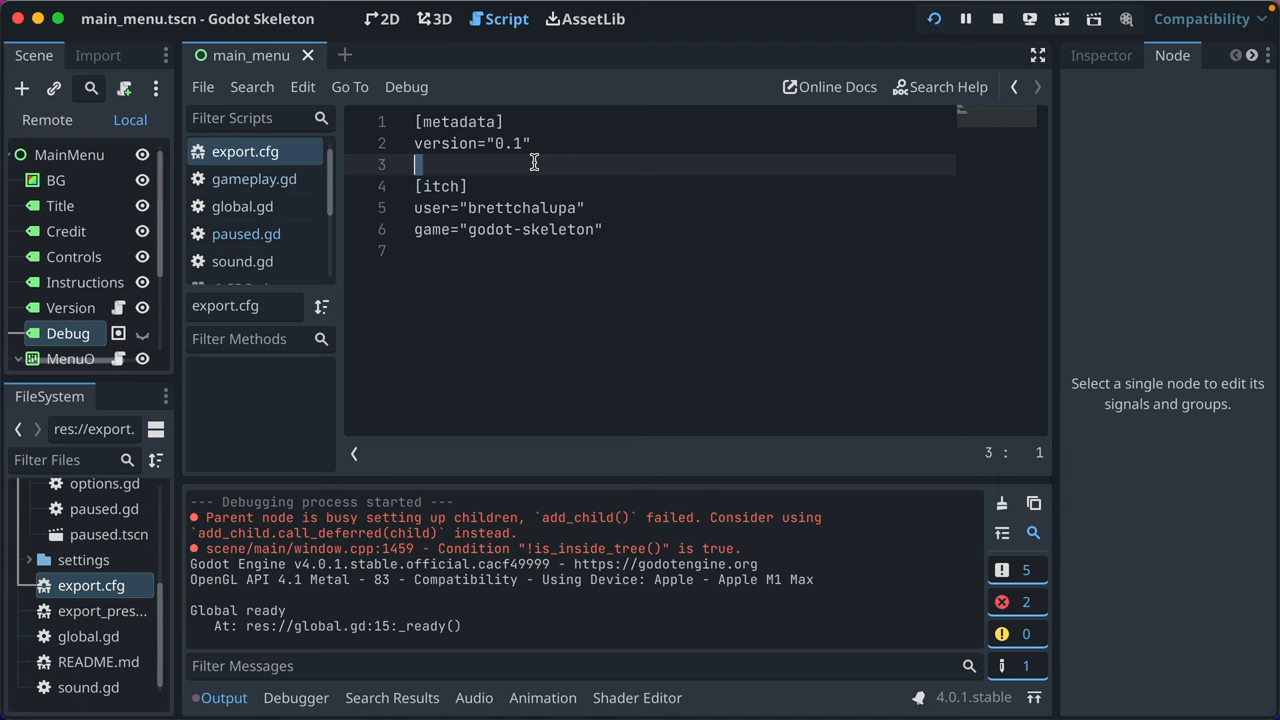 main_menu.tscn - Godot Skeleton
2D
3D
Script
AssetLib
Compatibility
Scene
Import
main_menu
Inspector
Node
File
Search
Edit
Go To
Debug
Online Docs
Search Help
Remote
Local
Filter Scripts
MainMenu
BG
Title
Credit
Controls
Instructions
Version
Debug
MenuO
export.cfg
gameplay.gd
global.gd
paused.gd
sound.gd
export.cfg
Filter Methods
1 [metadata]
2 version="0.1"
3
4 [itch]
5 user="brettchalupa"
6 game="godot-skeleton"
7
3 : 1
Select a single node to edit its
signals and groups.
FileSystem
res://export.
Filter Files
options.gd
paused.gd
paused.tscn
settings
export.cfg
export_pres...
global.gd
README.md
sound.gd
--- Debugging process started ---
Parent node is busy setting up children, `add_child()` failed. Consider using
`add_child.call_deferred(child)` instead.
scene/main/window.cpp:1459 - Condition "!is_inside_tree()" is true.
Godot Engine v4.0.1.stable.official.cacf49999 - https://godotengine.org
OpenGL API 4.1 Metal - 83 - Compatibility - Using Device: Apple - Apple M1 Max
Global ready
At: res://global.gd:15:_ready()
5
2
0
1
Filter Messages
Output
Debugger
Search Results
Audio
Animation
Shader Editor
4.0.1.stable